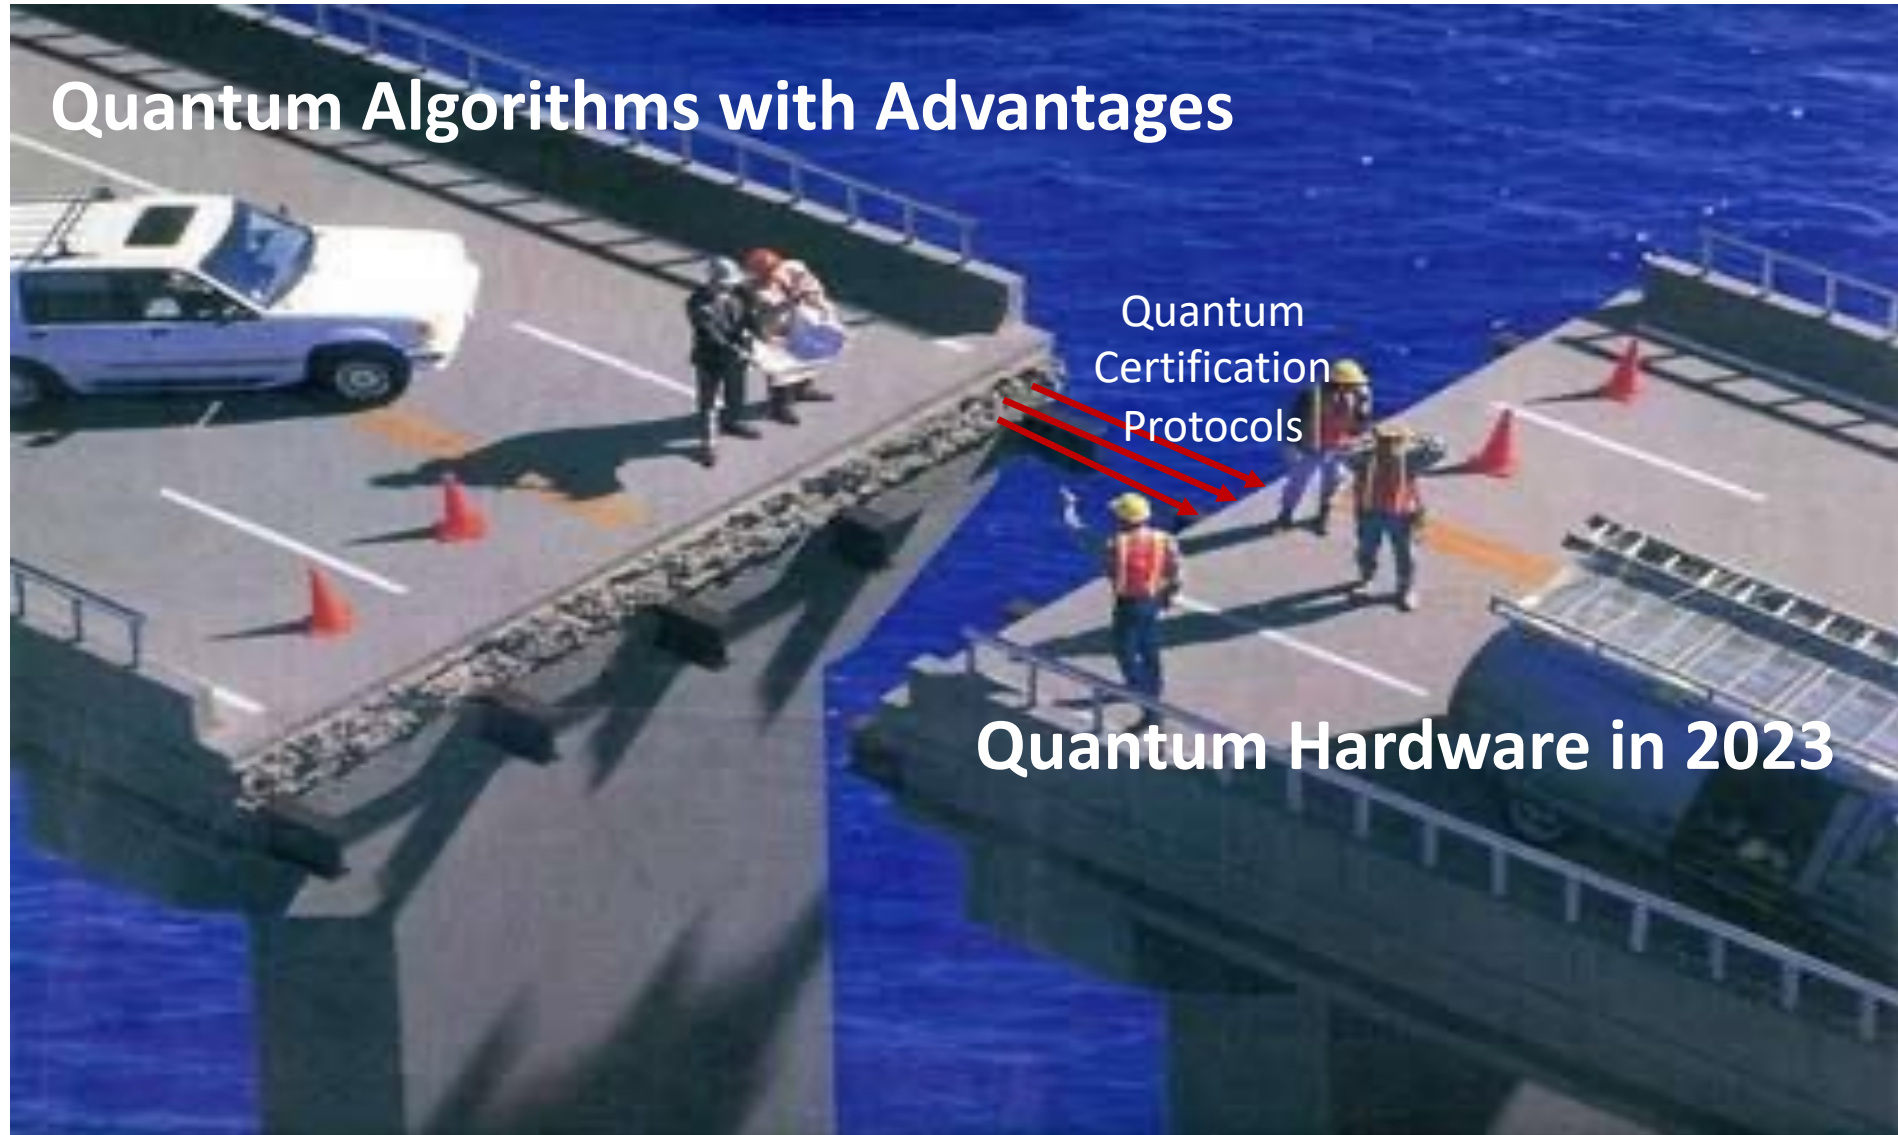 Quantum Algorithms with Advantages
Quantum
Certification
Protocols
Quantum Hardware in 2023